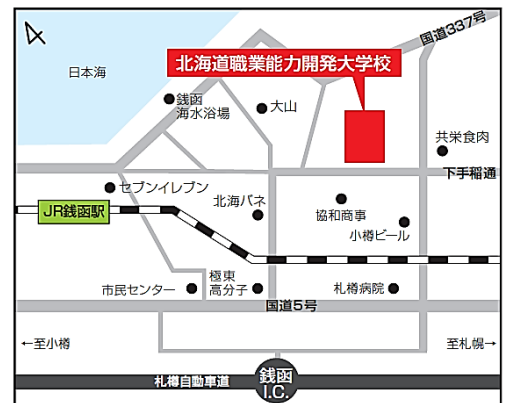 国道337号
日本海
北海道職業能力開発大学校
銭函
海水浴場
大山
共栄食肉
下手稲通
セブンイレブン
北海バネ
協和商事
小樽ビール
JR銭函駅
市民センター
極東
高分子
札樽病院
国道5号
←至小樽
至札幌→
札樽自動車道
銭函
I.C.